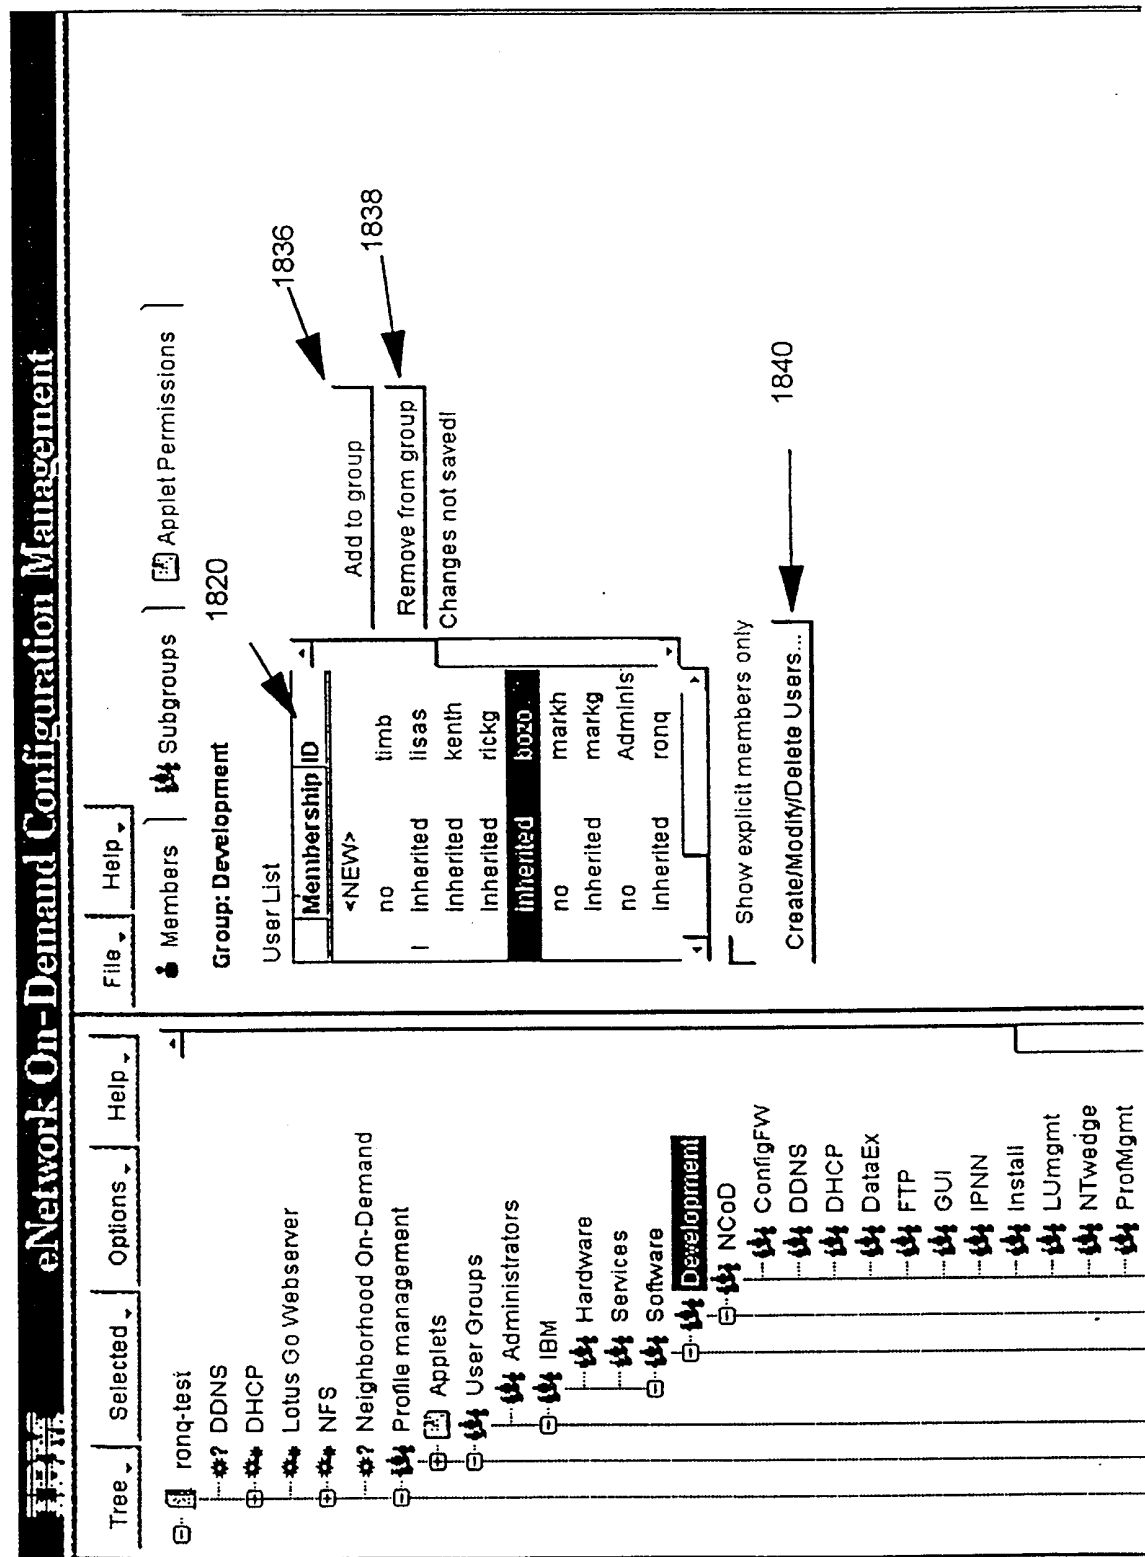 IBM eNetwork On-Demand Configuration Management
Tree Selected Options Help
ronq-test
? DDNS
DHCP
Lotus Go Webserver
NFS
? Neighborhood On-Demand
Profile management
Applets
User Groups
Administrators
IBM
Hardware
Services
Software
Development
NCoD
ConfigFW
DDNS
DHCP
DataEx
FTP
GUI
IPNN
Install
LUmgmt
NTwedge
ProfMgmt
File Help
Members Subgroups Applet Permissions
Group: Development
1820
User List
Membership ID
<NEW>
no timb
I Inherited lisas
Inherited kenth
Inherited rickg
Inherited bozo
no markh
Inherited markg
no Adminis
Inherited ronq
Add to group
1836
Remove from group
1838
Changes not saved!
Show explicit members only
Create/Modify/Delete Users...
1840